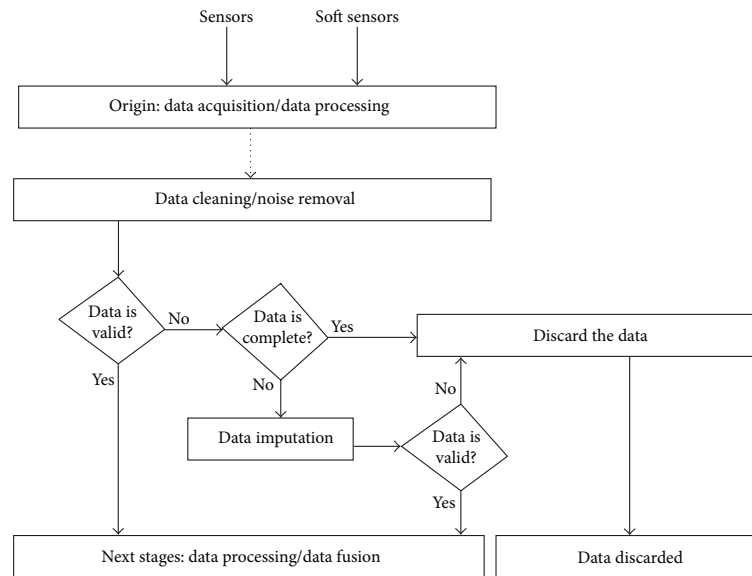 Sensors
Soft sensors
Origin: data acquisition/data processing
Data cleaning/noise removal
Data is
valid?
No
Data is
complete?
Yes
Discard the data
Yes
No
No
Data imputation
Data is
valid?
Yes
Next stages: data processing/data fusion
Data discarded